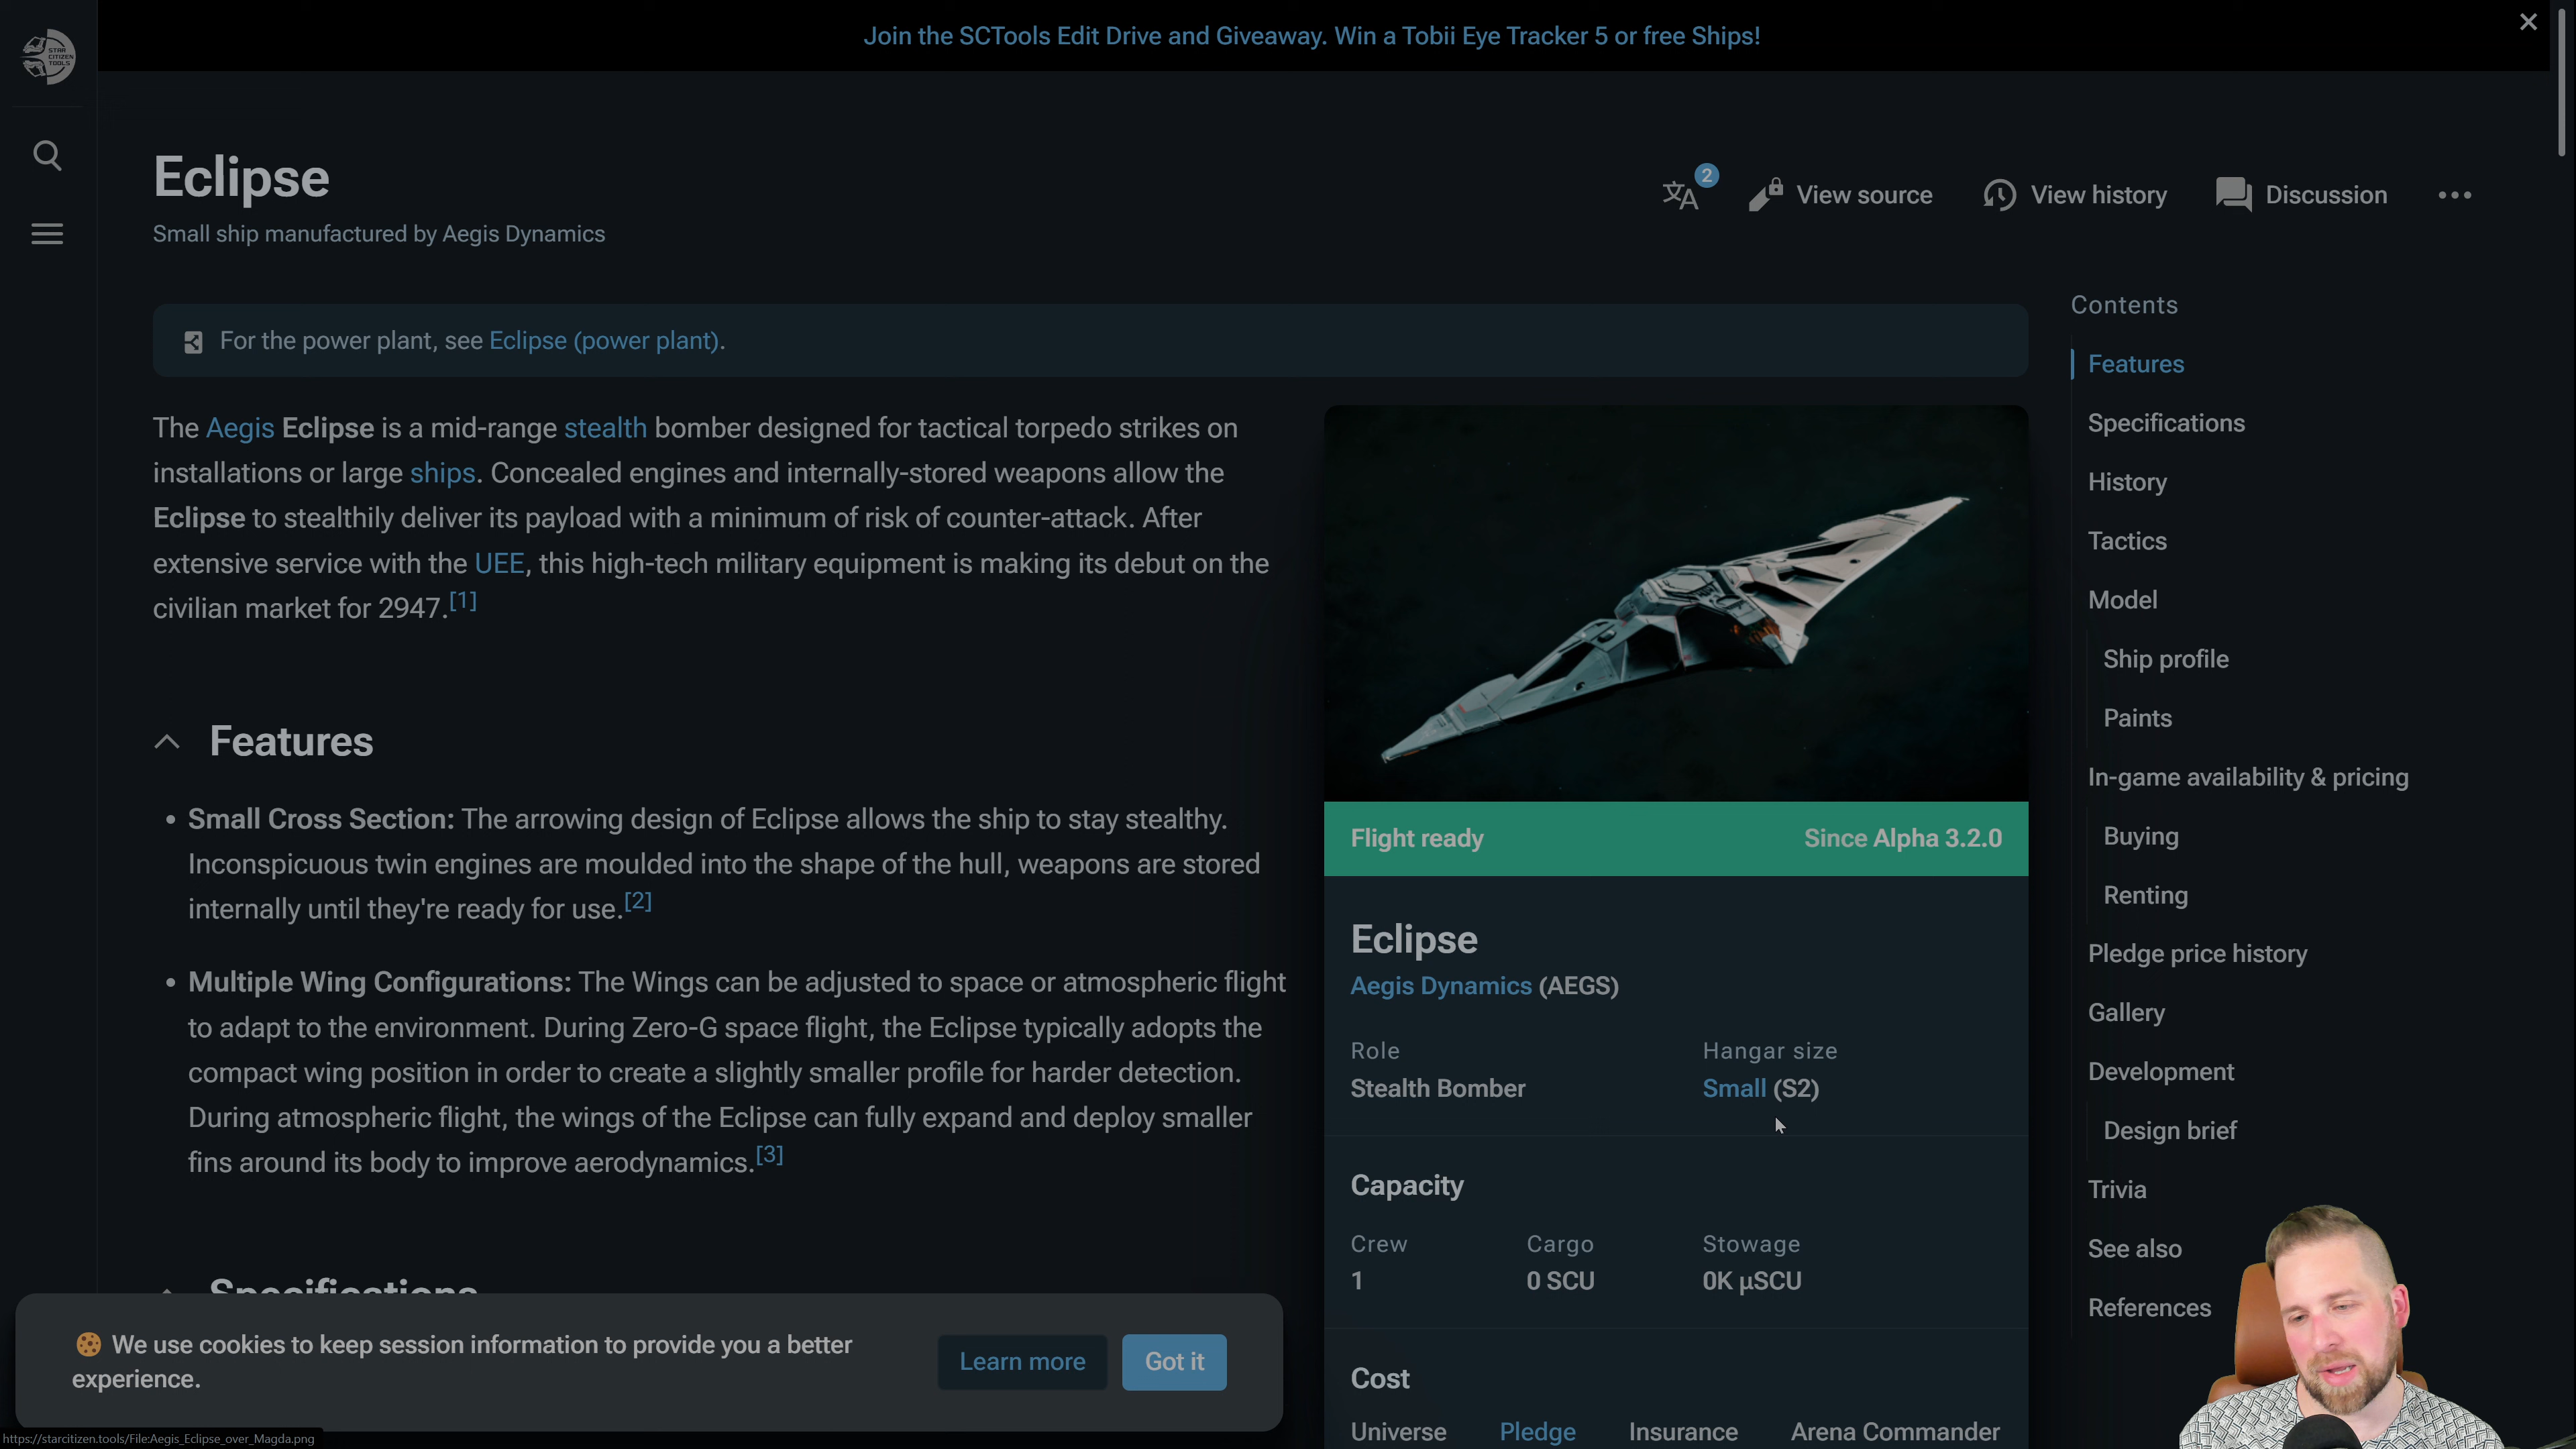 Join the SCTools Edit Drive and Giveaway. Win a Tobii Eye Tracker 5 or free Ships!
STAR
CITIZEN
TOOLS
Eclipse
Small ship manufactured by Aegis Dynamics
2
View source
View history
Discussion
For the power plant, see Eclipse (power plant).
The Aegis Eclipse is a mid-range stealth bomber designed for tactical torpedo strikes on
installations or large ships. Concealed engines and internally-stored weapons allow the
Eclipse to stealthily deliver its payload with a minimum of risk of counter-attack. After
extensive service with the UEE, this high-tech military equipment is making its debut on the
civilian market for 2947.[1]
Features
• Small Cross Section: The arrowing design of Eclipse allows the ship to stay stealthy.
Inconspicuous twin engines are moulded into the shape of the hull, weapons are stored
internally until they're ready for use.[2]
• Multiple Wing Configurations: The Wings can be adjusted to space or atmospheric flight
to adapt to the environment. During Zero-G space flight, the Eclipse typically adopts the
compact wing position in order to create a slightly smaller profile for harder detection.
During atmospheric flight, the wings of the Eclipse can fully expand and deploy smaller
fins around its body to improve aerodynamics.[3]
Specifications
Flight ready
Since Alpha 3.2.0
Eclipse
Aegis Dynamics (AEGS)
Role
Hangar size
Stealth Bomber
Small (S2)
Capacity
Crew
Cargo
Stowage
1
0 SCU
0K μSCU
Cost
Universe
Pledge
Insurance
Arena Commander
Contents
Features
Specifications
History
Tactics
Model
Ship profile
Paints
In-game availability & pricing
Buying
Renting
Pledge price history
Gallery
Development
Design brief
Trivia
See also
References
We use cookies to keep session information to provide you a better
experience.
Learn more
Got it
https://starcitizen.tools/File:Aegis_Eclipse_over_Magda.png